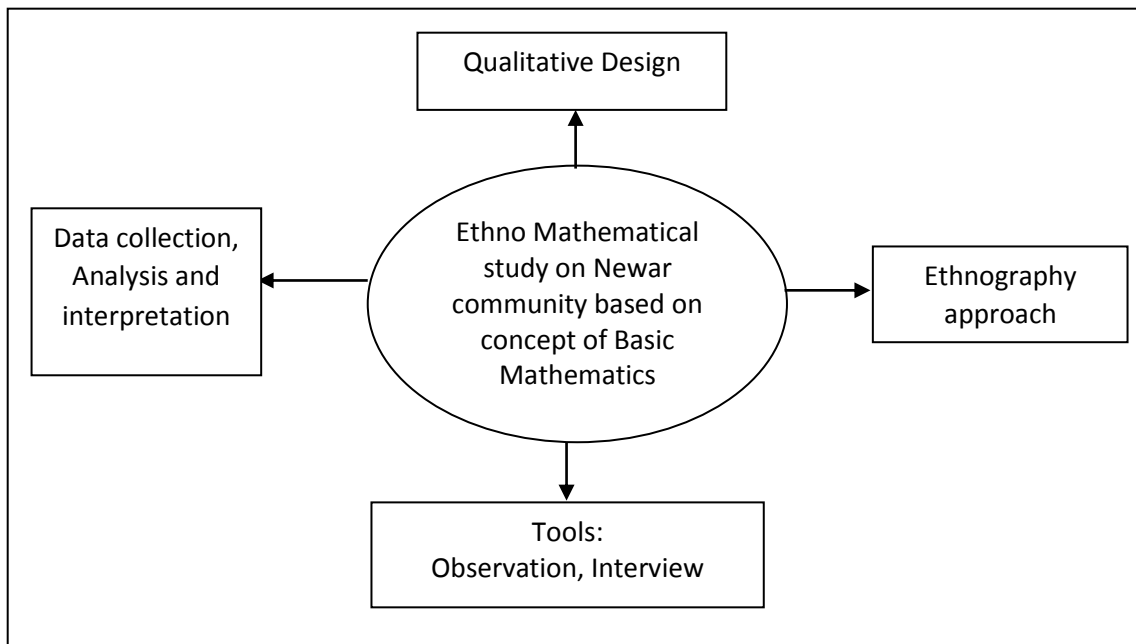 Qualitative Design
Data collection,
Analysis and
interpretation
Ethno Mathematical
study on Newar
community based on
concept of Basic
Mathematics
Ethnography
approach
Tools:
Observation, Interview